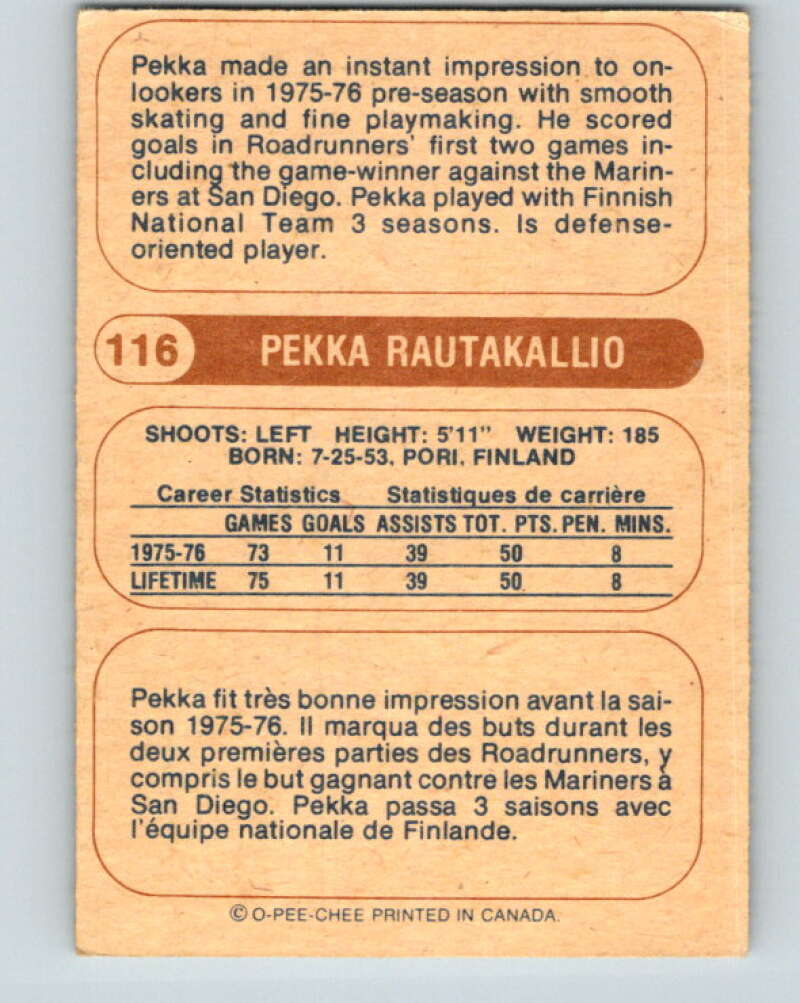 Pekka made an instant impression to on-
lookers in 1975-76 pre-season with smooth
skating and fine playmaking. He scored
goals in Roadrunners' first two games in-
cluding the game-winner against the Marin-
ers at San Diego. Pekka played with Finnish
National Team 3 seasons. Is defense-
oriented player.
116 PEKKA RAUTAKALLIO
SHOOTS: LEFT HEIGHT: 5'11" WEIGHT: 185
BORN: 7-25-53, PORI, FINLAND
Career Statistics Statistiques de carrière
GAMES GOALS ASSISTS TOT. PTS. PEN. MINS.
1975-76 73 11 39 50 8
LIFETIME 75 11 39 50 8
Pekka fit très bonne impression avant la sai-
son 1975-76. Il marqua des buts durant les
deux premières parties des Roadrunners, y
compris le but gagnant contre les Mariners à
San Diego. Pekka passa 3 saisons avec
l'équipe nationale de Finlande.
© O-PEE-CHEE PRINTED IN CANADA.